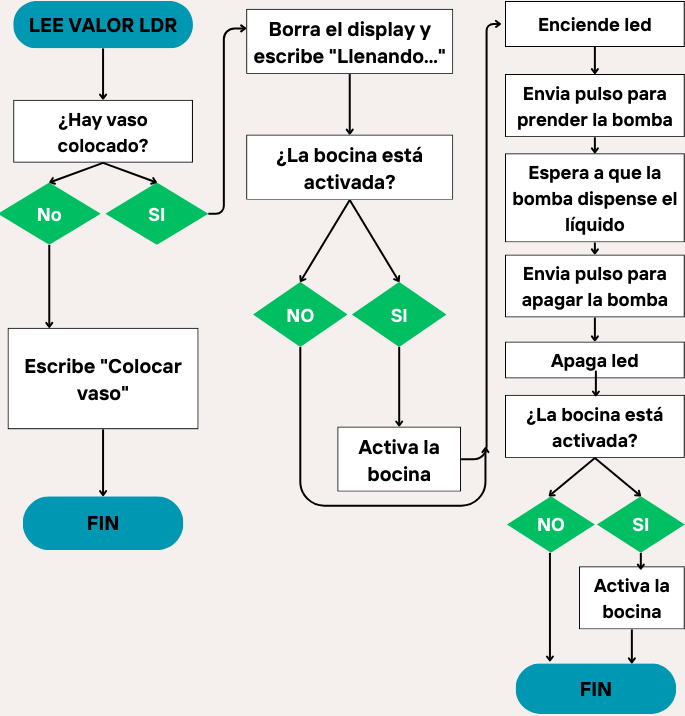 LEE VALOR LDR
¿Hay vaso
colocado?
No
SI
Escribe "Colocar
vaso"
FIN
Borra el display y
escribe "Llenando..."
¿La bocina está
activada?
NO
SI
Activa la
bocina
Enciende led
Envia pulso para
prender la bomba
Espera a que la
bomba dispense el
líquido
Envia pulso para
apagar la bomba
Apaga led
¿La bocina está
activada?
NO
SI
Activa la
bocina
FIN